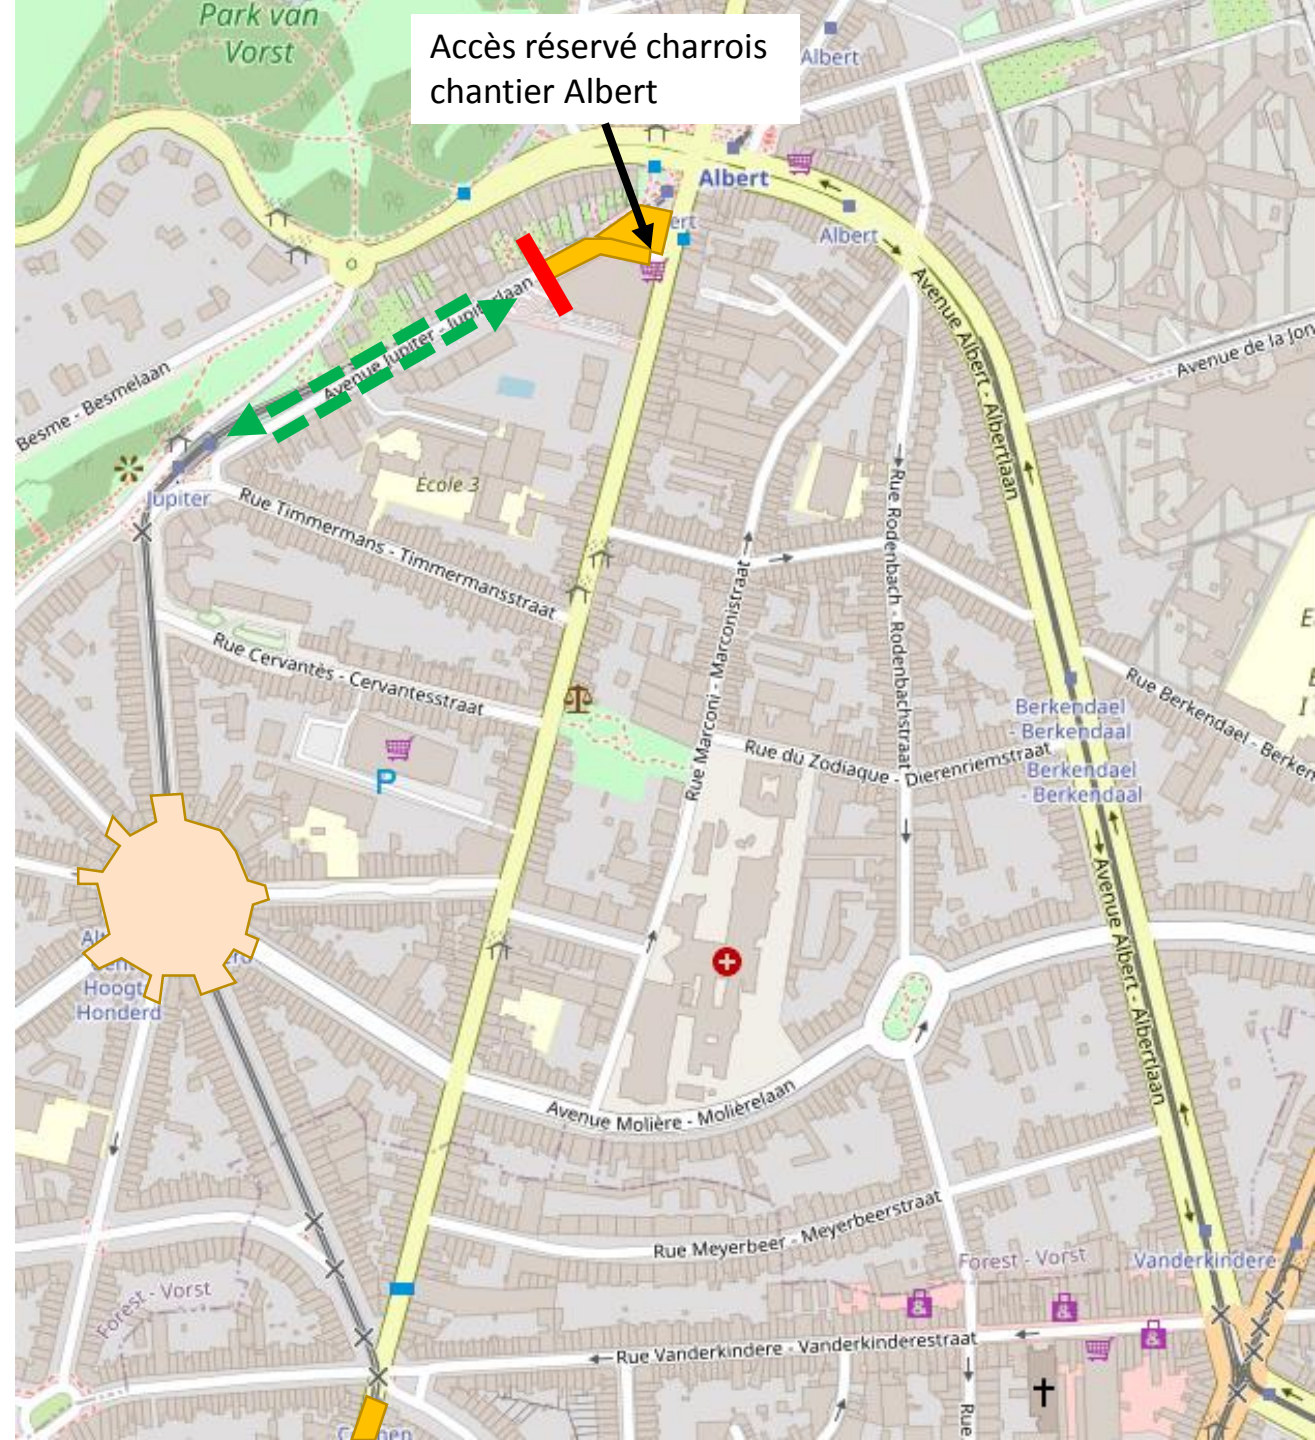 Park van
Vorst
Accès réservé charrois
chantier Albert
Albert
Albert
Albert
Avenue Albert - Albertlaan
Avenue de la Jon
Avenue Jupiter - Jupiterlaan
Besme - Besmelaan
Ecole 3
Jupiter
Rue Timmermans - Timmermansstraat
Rue Rodenbach - Rodenbachstraat
Rue Cervantès - Cervantesstraat
Rue Marconi - Marconistraat
Rue Berkendael - Berken
Berkendael
- Berkendaal
Rue du Zodiaque - Dierenriemstraat
Berkendael
- Berkendaal
P
Avenue Albert - Albertlaan
Hoogt
Honderd
Avenue Molière - Molièrelaan
Rue Meyerbeer - Meyerbeerstraat
Forest - Vorst
Vanderkindere
Forest - Vorst
Rue Vanderkindere - Vanderkinderestraat
Rue